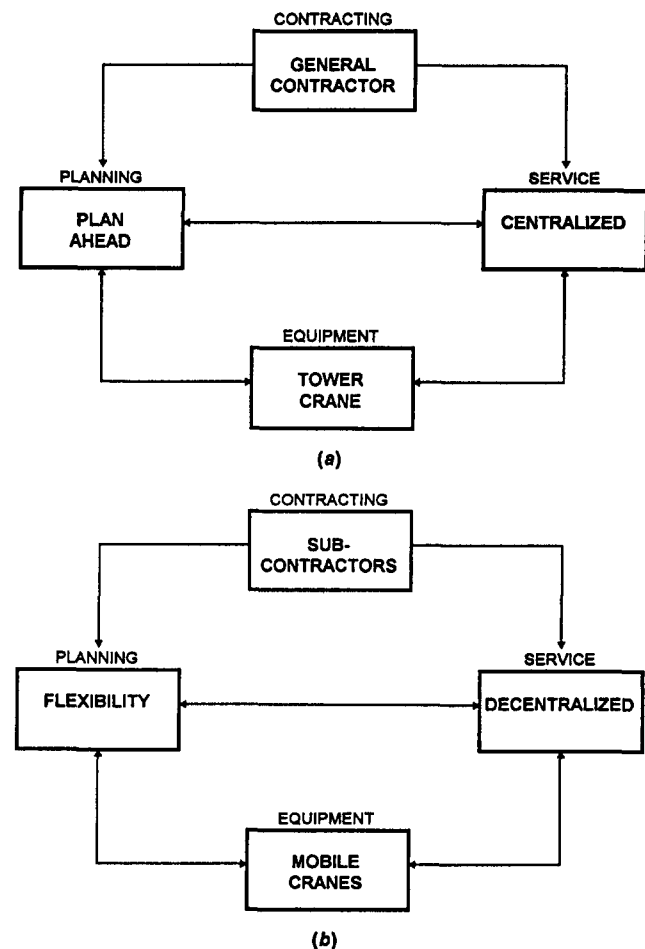 CONTRACTING
GENERAL
CONTRACTOR
PLANNING
SERVICE
PLAN
AHEAD
CENTRALIZED
EQUIPMENT
TOWER
CRANE
(a)
CONTRACTING
SUB-
CONTRACTORS
PLANNING
SERVICE
FLEXIBILITY
DECENTRALIZED
EQUIPMENT
MOBILE
CRANES
(b)